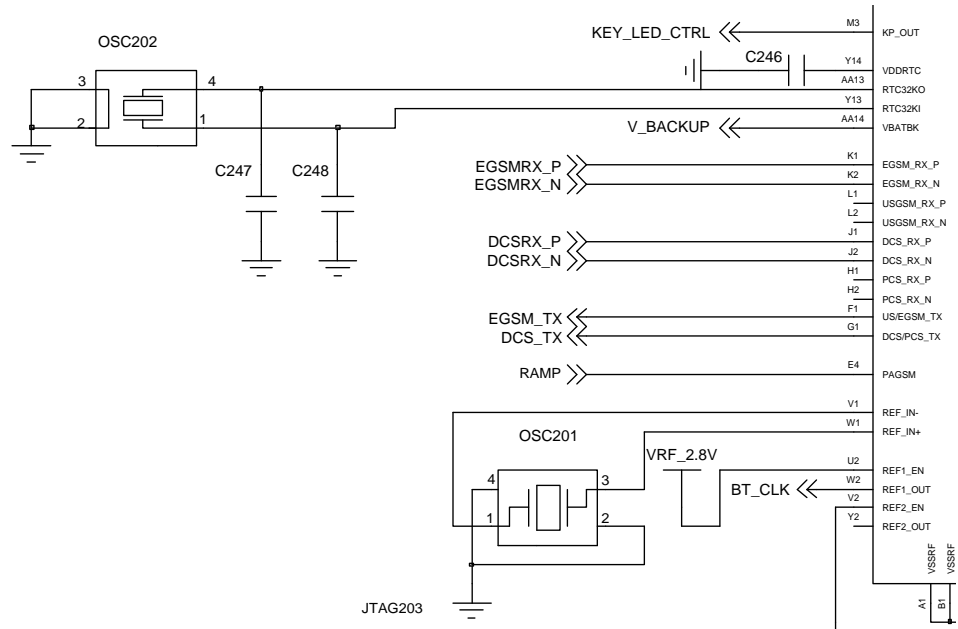 M3
KEY_LED_CTRL
KP_OUT
OSC202
C246
Y14
VDDRTC
3
4
AA13
RTC32KO
Y13
RTC32KI
2
1
AA14
V_BACKUP
VBATBK
K1
EGSMRX_P
EGSM_RX_P
C247
C248
K2
EGSMRX_N
EGSM_RX_N
L1
USGSM_RX_P
L2
USGSM_RX_N
J1
DCSRX_P
DCS_RX_P
J2
DCSRX_N
DCS_RX_N
H1
PCS_RX_P
H2
PCS_RX_N
F1
EGSM_TX
US/EGSM_TX
G1
DCS_TX
DCS/PCS_TX
E4
RAMP
PAGSM
V1
REF_IN-
W1
REF_IN+
OSC201
VRF_2.8V
U2
REF1_EN
4
3
W2
BT_CLK
REF1_OUT
V2
REF2_EN
1
2
Y2
REF2_OUT
VSSRF
VSSRF
A1
B1
JTAG203